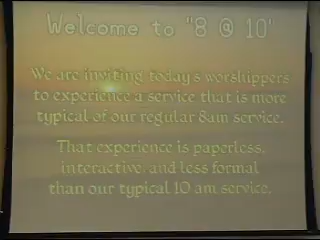 Welcome to "8 @ 10"
We are inviting today's worshippers
to experience a service that is more
typical of our regular 8am service.
That experience is paperless,
interactive, and less formal
than our typical 10 am service.